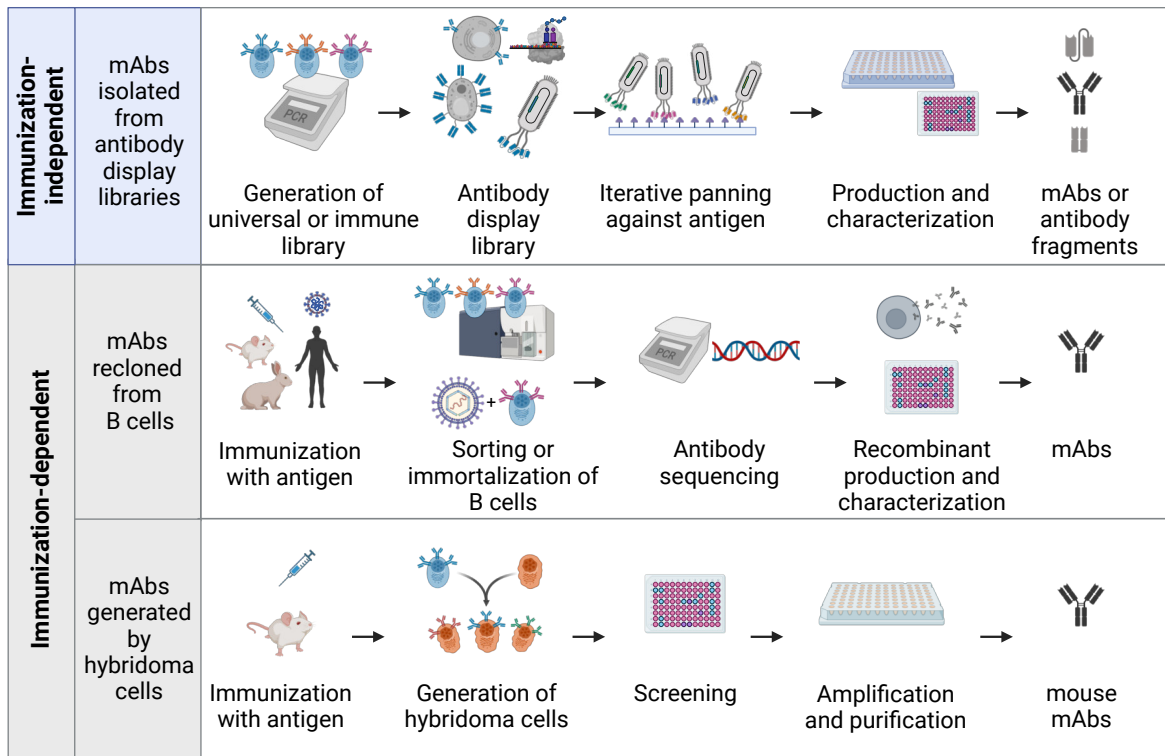 Immunization-
independent
mAbs
isolated
from
antibody
display
libraries
PCR
Generation of
universal or immune
library
Antibody
display
library
Iterative panning
against antigen
Production and
characterization
mAbs or
antibody
fragments
Immunization-dependent
mAbs
recloned
from
B cells
Immunization
with antigen
+
Sorting or
immortalization of
B cells
PCR
Antibody
sequencing
Recombinant
production and
characterization
mAbs
mAbs
generated
by
hybridoma
cells
Immunization
with antigen
Generation of
hybridoma cells
Screening
Amplification
and purification
mouse
mAbs